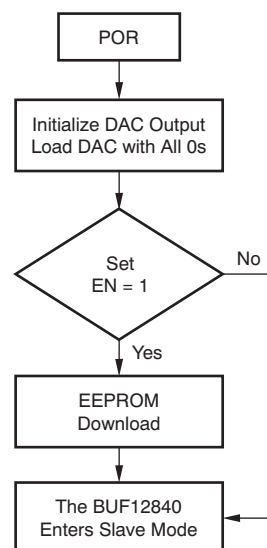 POR
Initialize DAC Output
Load DAC with All 0s
Set
EN = 1
No
Yes
EEPROM
Download
The BUF12840
Enters Slave Mode